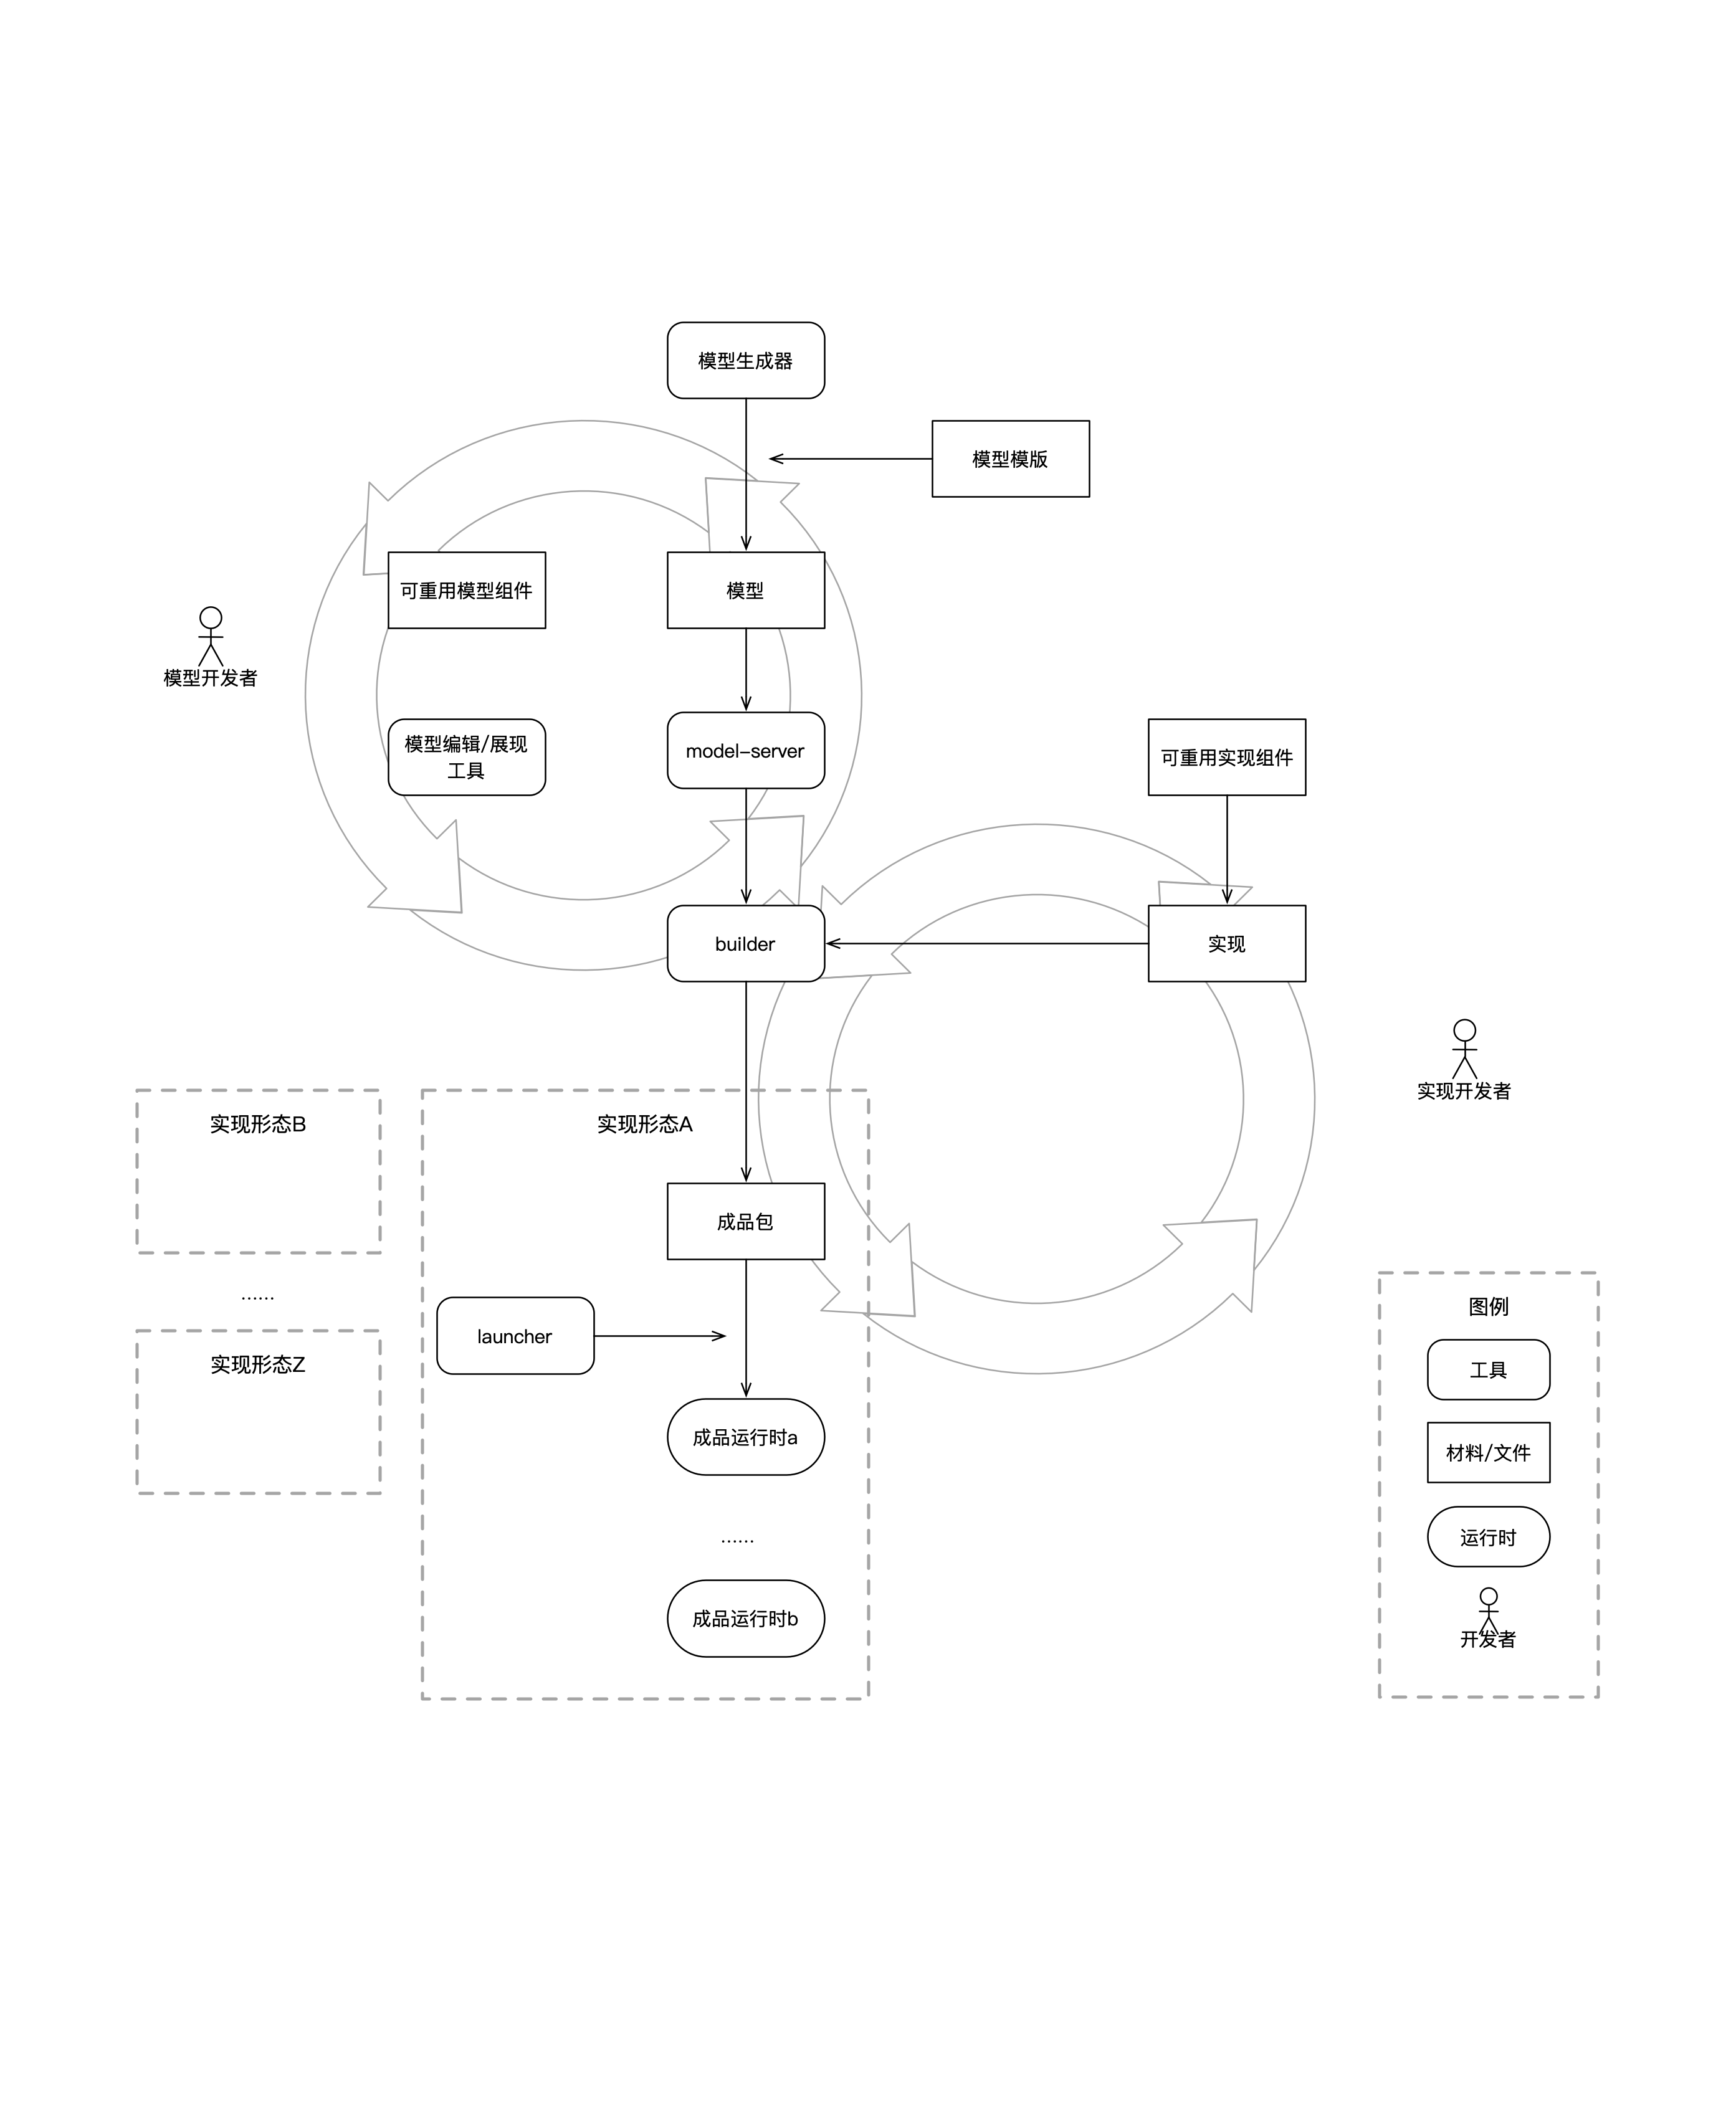 模型生成器
模型模版
可重用模型组件
模型
模型开发者
模型编辑/展现
工具
model-server
可重用实现组件
builder
实现
实现开发者
实现形态B
实现形态A
成品包
......
实现形态Z
launcher
成品运行时a
......
成品运行时b
图例
工具
材料/文件
运行时
开发者